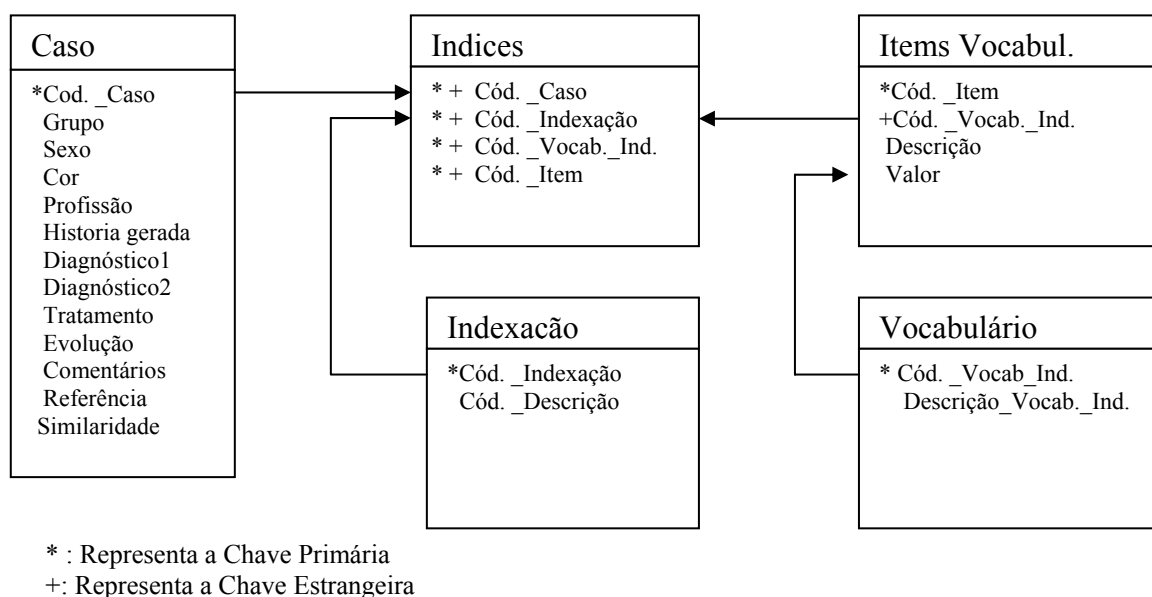 Caso
*Cod. _Caso
Grupo
Sexo
Cor
Profissão
Historia gerada
Diagnóstico1
Diagnóstico2
Tratamento
Evolução
Comentários
Referência
Similaridade
Indices
* + Cód. _Caso
* + Cód. _Indexação
* + Cód. _Vocab._Ind.
* + Cód. _Item
Items Vocabul.
*Cód. _Item
+Cód. _Vocab._Ind.
Descrição
Valor
Indexacão
*Cód. _Indexação
Cód. _Descrição
Vocabulário
* Cód. _Vocab_Ind.
Descrição_Vocab._Ind.
* : Representa a Chave Primária
+: Representa a Chave Estrangeira